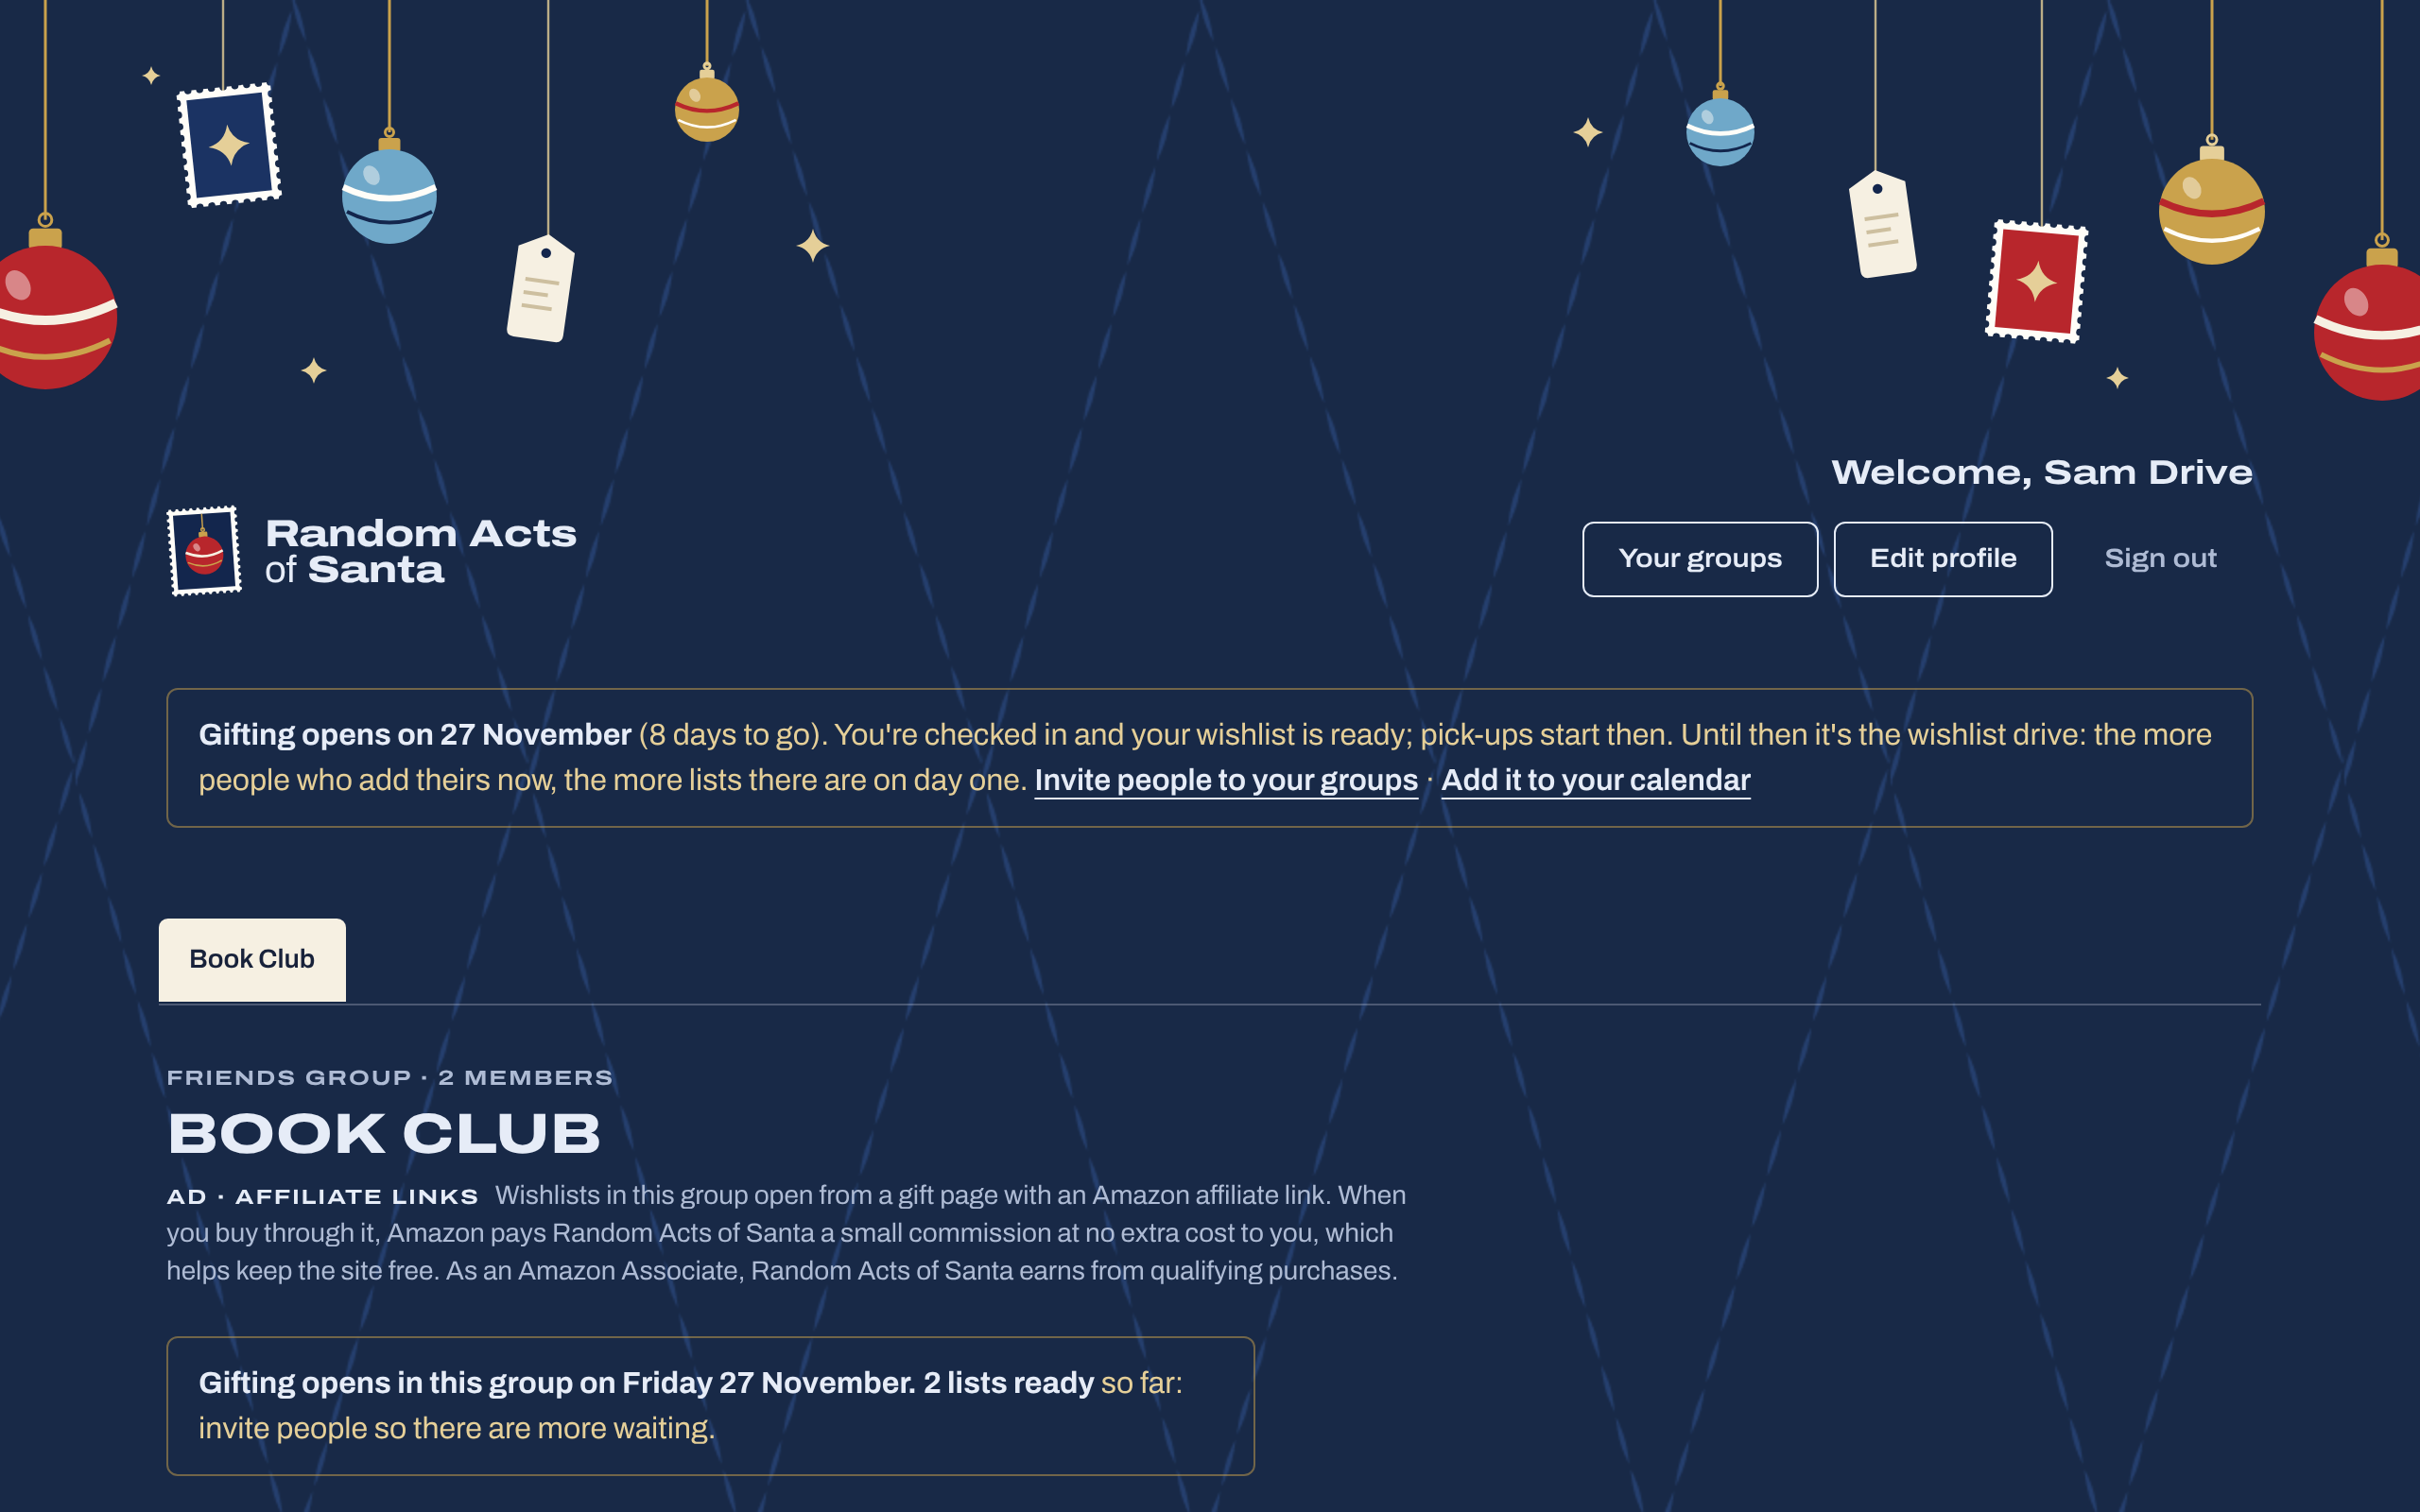 Welcome, Sam Drive
Random Acts
of Santa
Your groups
Edit profile
Sign out
Gifting opens on 27 November (8 days to go). You're checked in and your wishlist is ready; pick-ups start then. Until then it's the wishlist drive: the more
people who add theirs now, the more lists there are on day one. Invite people to your groups · Add it to your calendar
Book Club
FRIENDS GROUP · 2 MEMBERS
BOOK CLUB
AD · AFFILIATE LINKS Wishlists in this group open from a gift page with an Amazon affiliate link. When
you buy through it, Amazon pays Random Acts of Santa a small commission at no extra cost to you, which
helps keep the site free. As an Amazon Associate, Random Acts of Santa earns from qualifying purchases.
Gifting opens in this group on Friday 27 November. 2 lists ready so far:
invite people so there are more waiting.